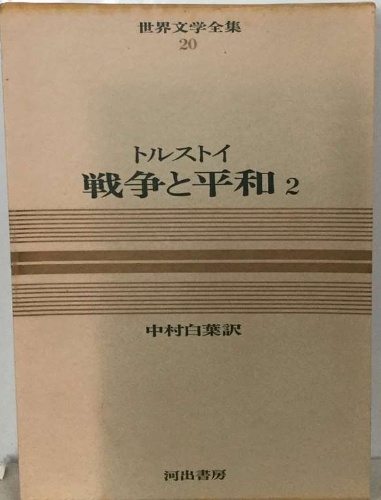 世界文学全集
20
トルストイ
戦争と平和 2
中村白葉訳
河出書房